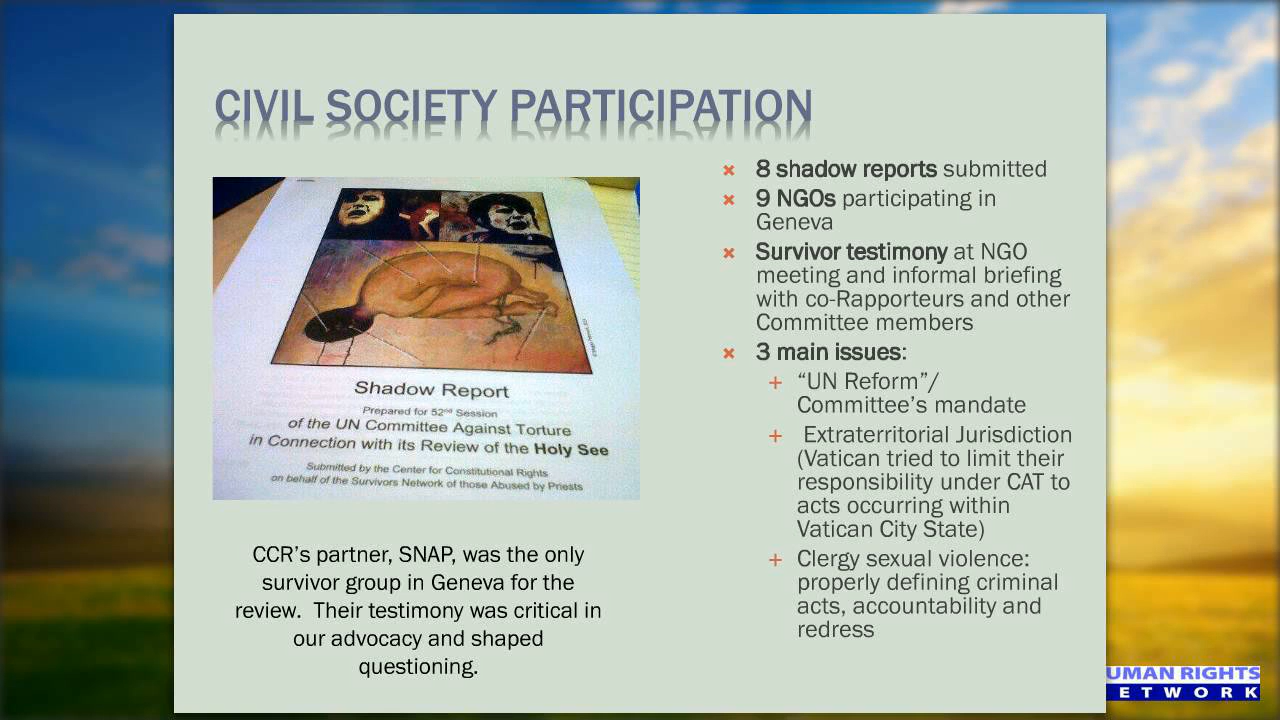 CIVIL SOCIETY PARTICIPATION
Shadow Report
Prepared for 52nd Session
of the UN Committee Against Torture
in Connection with its Review of the Holy See
Submitted by the Center for Constitutional Rights
on behalf of the Survivors Network of those Abused by Priests
CCR’s partner, SNAP, was the only
survivor group in Geneva for the
review. Their testimony was critical in
our advocacy and shaped
questioning.
8 shadow reports submitted
9 NGOs participating in
Geneva
Survivor testimony at NGO
meeting and informal briefing
with co-Rapporteurs and other
Committee members
3 main issues:
“UN Reform”/
Committee’s mandate
Extraterritorial Jurisdiction
(Vatican tried to limit their
responsibility under CAT to
acts occurring within
Vatican City State)
Clergy sexual violence:
properly defining criminal
acts, accountability and
redress
UMAN RIGHTS
ETWORK